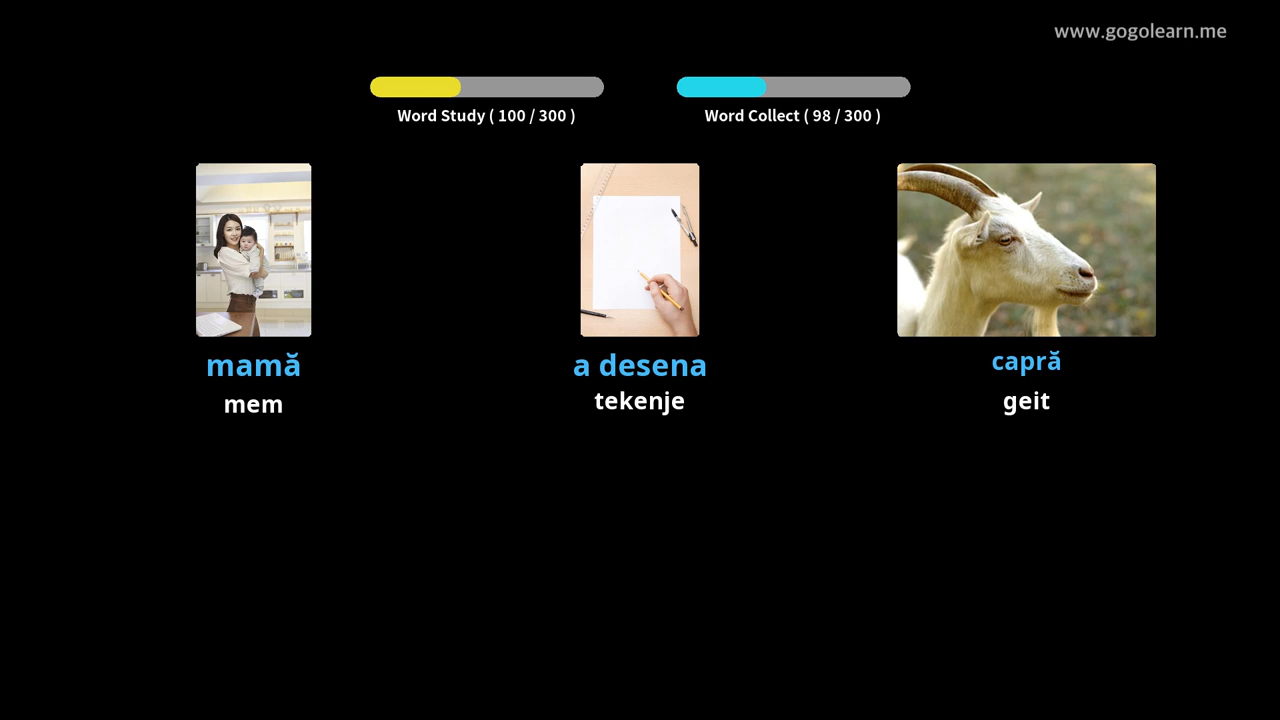 www.gogolearn.me
Word Study ( 100 / 300 )
Word Collect ( 98 / 300 )
mamă
mem
a desena
tekenje
capră
geit